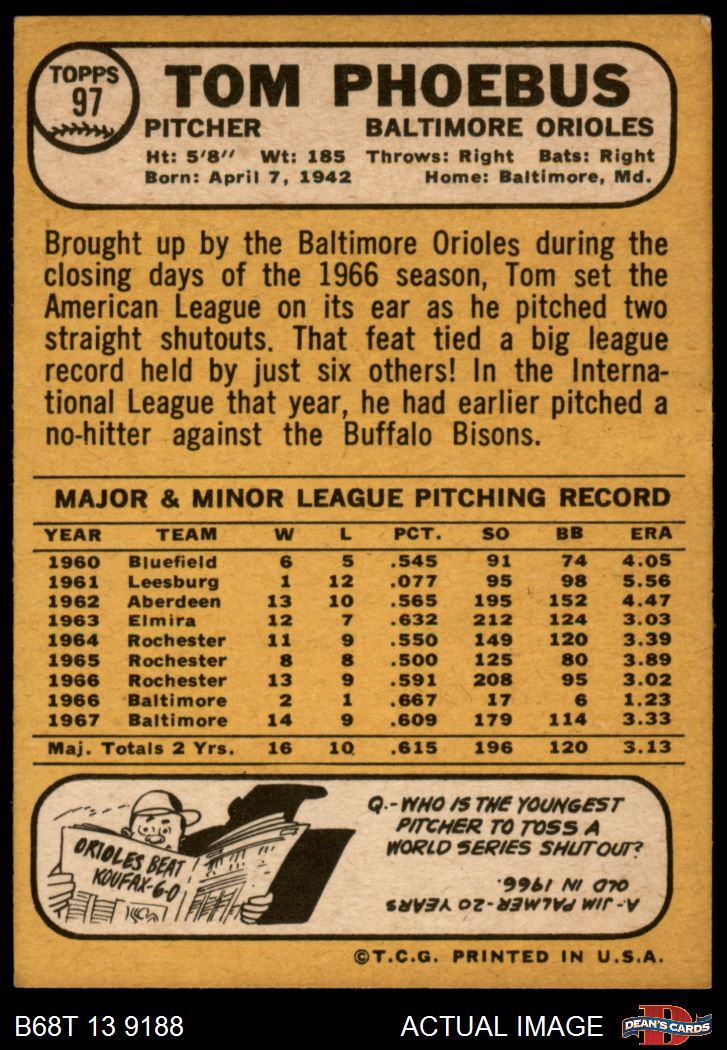 TOPPS
97
TOM PHOEBUS
PITCHER BALTIMORE ORIOLES
Ht: 5'8" Wt: 185 Throws: Right Bats: Right
Born: April 7, 1942 Home: Baltimore, Md.
Brought up by the Baltimore Orioles during the
closing days of the 1966 season, Tom set the
American League on its ear as he pitched two
straight shutouts. That feat tied a big league
record held by just six others! In the Interna-
tional League that year, he had earlier pitched a
no-hitter against the Buffalo Bisons.
MAJOR & MINOR LEAGUE PITCHING RECORD
YEAR TEAM W L PCT. SO BB ERA
1960 Bluefield 6 5 .545 91 74 4.05
1961 Leesburg 1 12 .077 95 98 5.56
1962 Aberdeen 13 10 .565 195 152 4.47
1963 Elmira 12 7 .632 212 124 3.03
1964 Rochester 11 9 .550 149 120 3.39
1965 Rochester 8 8 .500 125 80 3.89
1966 Rochester 13 9 .591 208 95 3.02
1966 Baltimore 2 1 .667 17 6 1.23
1967 Baltimore 14 9 .609 179 114 3.33
Maj. Totals 2 Yrs. 16 10 .615 196 120 3.13
ORIOLES BEAT
KOUFAX-6-0
Q.-WHO IS THE YOUNGEST
PITCHER TO TOSS A
WORLD SERIES SHUTOUT?
A-JIM PALMER-20 YEARS
OLD IN 1966.
©T.C.G. PRINTED IN U.S.A.
B68T 13 9188 ACTUAL IMAGE
D
DEAN'S CARDS